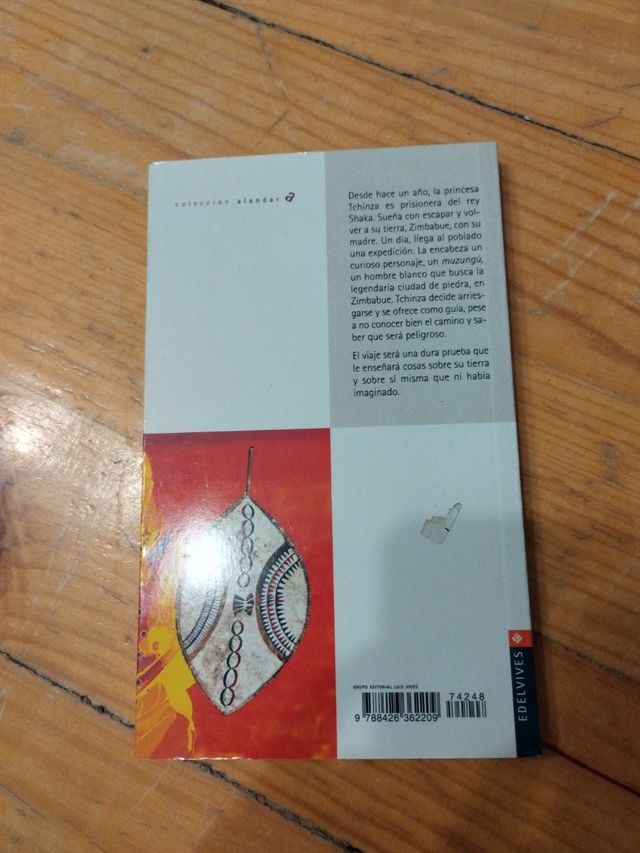 colección alandar a
Desde hace un año, la princesa
Tchinza es prisionera del rey
Shaka. Sueña con escapar y vol-
ver a su tierra, Zimbabue, con su
madre. Un día, llega al poblado
una expedición. La encabeza un
curioso personaje, un muzungú,
un hombre blanco que busca la
legendaria ciudad de piedra, en
Zimbabue. Tchinza decide arries-
garse y se ofrece como guía, pese
a no conocer bien el camino y sa-
ber que será peligroso.
El viaje será una dura prueba que
le enseñará cosas sobre su tierra
y sobre sí misma que ni había
imaginado.
GRUPO EDITORIAL LUIS VIVES
74248
9 788426 362209
EDELVIVES